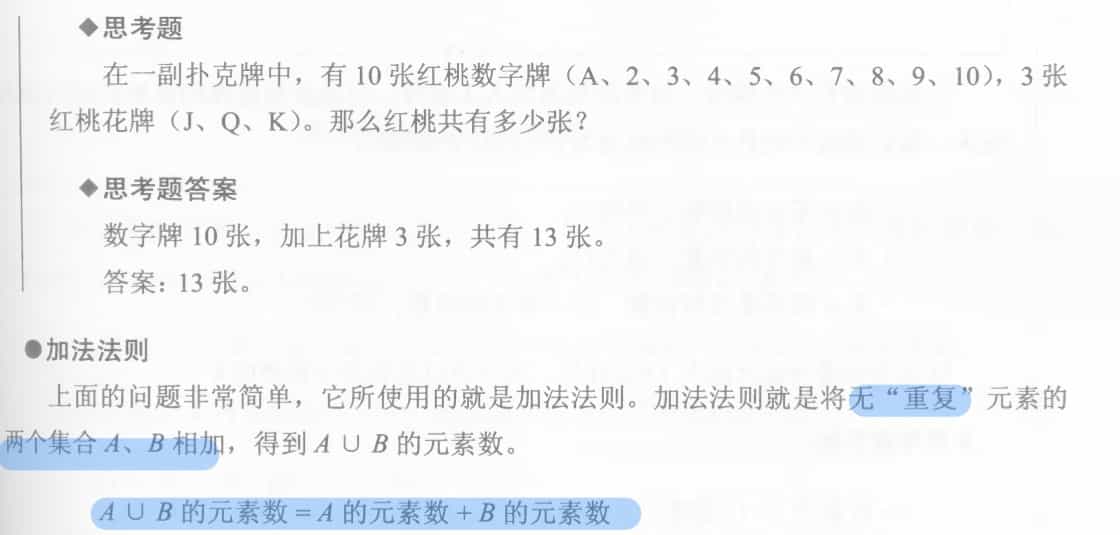 ◆思考题
在一副扑克牌中，有 10 张红桃数字牌（A、2、3、4、5、6、7、8、9、10），3 张
红桃花牌（J、Q、K）。那么红桃共有多少张？
◆思考题答案
数字牌 10 张，加上花牌 3 张，共有 13 张。
答案：13 张。
●加法法则
上面的问题非常简单，它所使用的就是加法法则。加法法则就是将无“重复”元素的
两个集合 A、B 相加，得到 A ∪ B 的元素数。
A ∪ B 的元素数 = A 的元素数 + B 的元素数